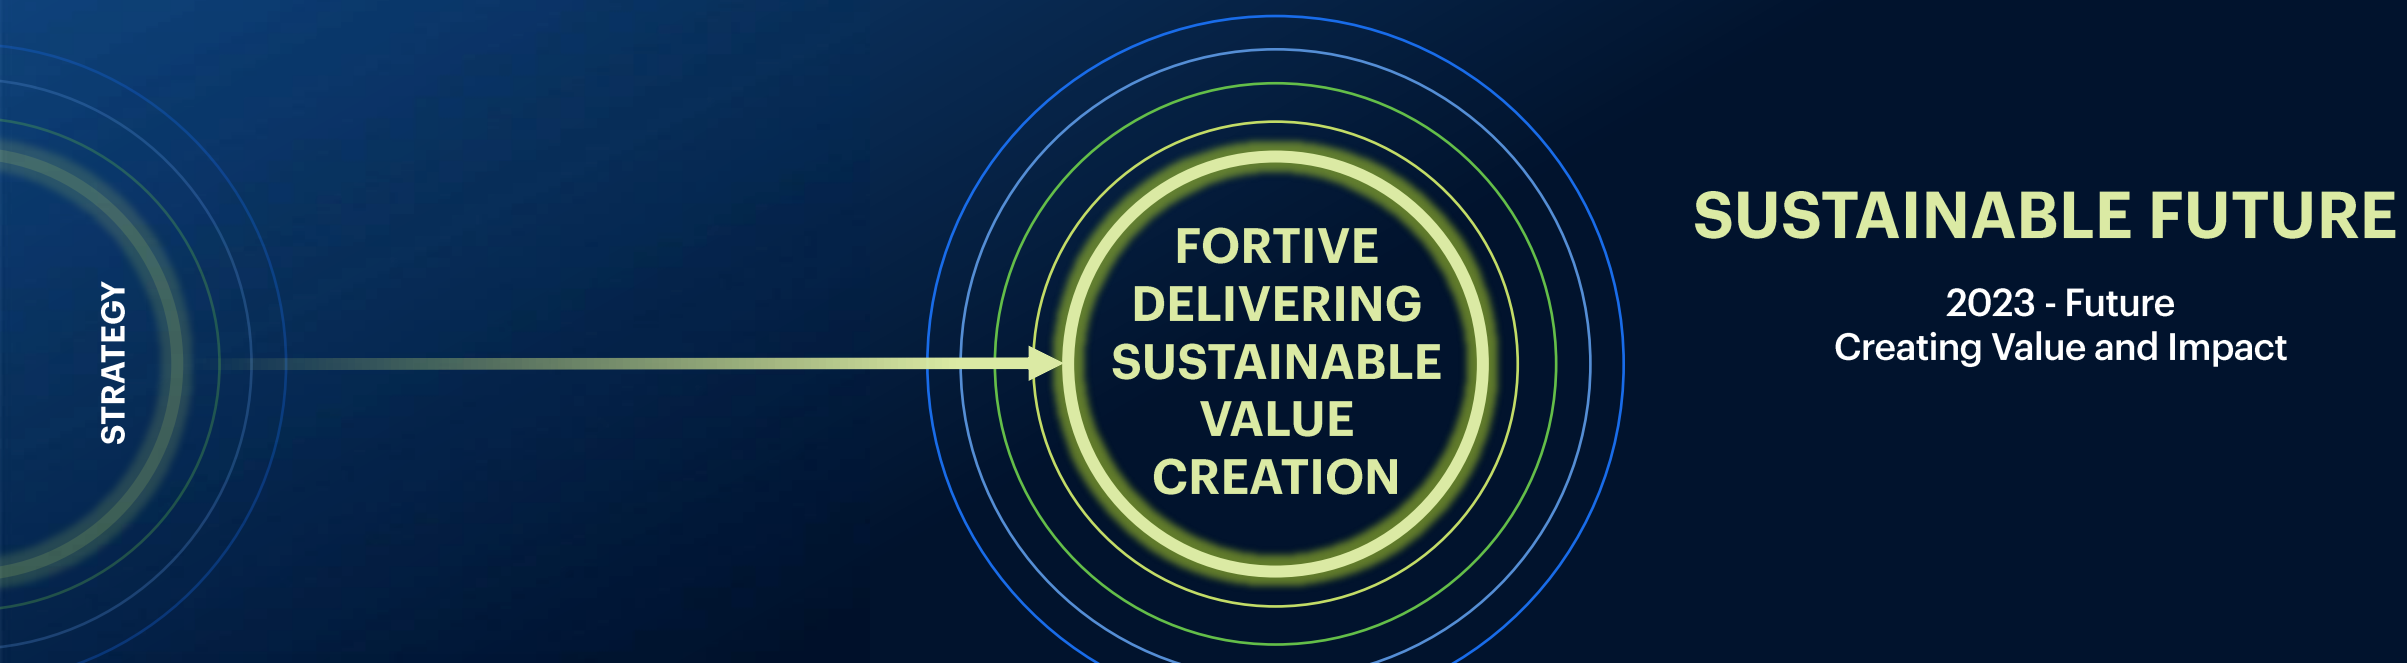 STRATEGY
FORTIVE
DELIVERING
SUSTAINABLE
VALUE
CREATION
SUSTAINABLE FUTURE
2023 - Future
Creating Value and Impact